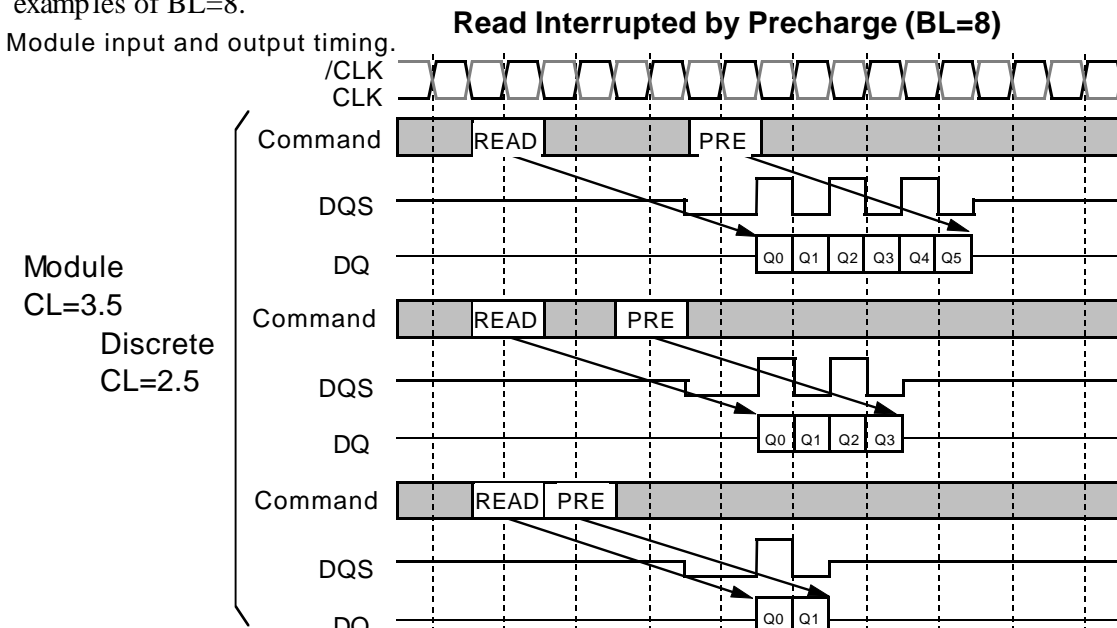 examples of BL=8.
Read Interrupted by Precharge (BL=8)
Module input and output timing.
/CLK
CLK
Command READ PRE
DQS
DQ Q0 Q1 Q2 Q3 Q4 Q5
Module
CL=3.5
Discrete
CL=2.5
Command READ PRE
DQS
DQ Q0 Q1 Q2 Q3
Command READ PRE
DQS
DQ Q0 Q1